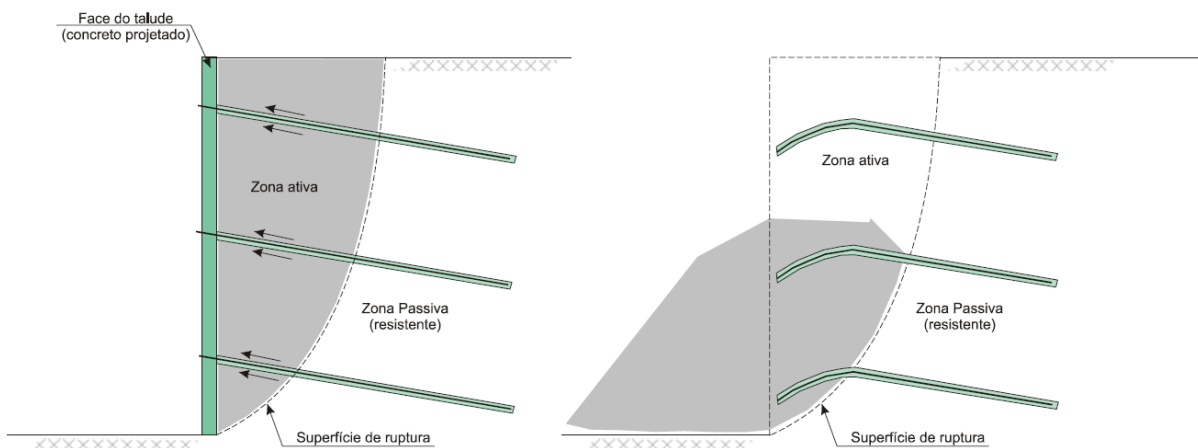 Face do talude
(concreto projetado)
Zona ativa
Zona Passiva
(resistente)
Superfície de ruptura
Zona ativa
Zona Passiva
(resistente)
Superfície de ruptura